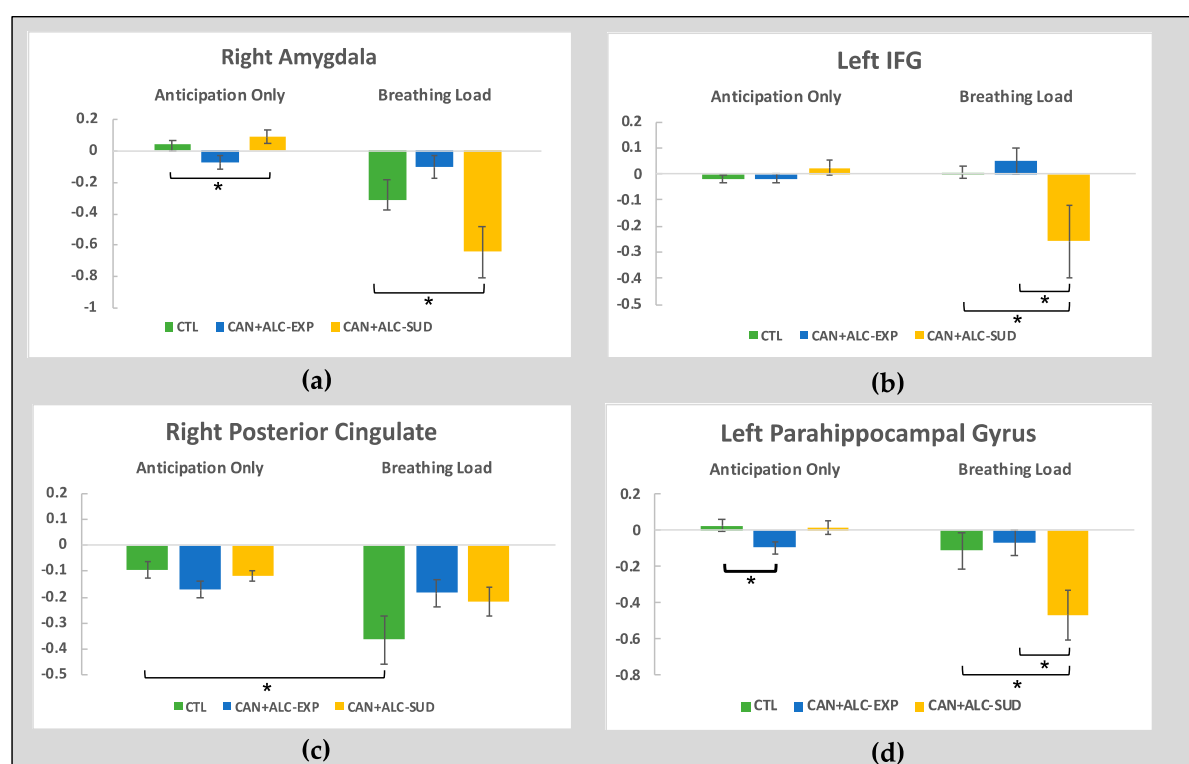 Right Amygdala
Anticipation Only Breathing Load
0.2
0
-0.2
-0.4
-0.6
-0.8
-1
*
*
CTL CAN+ALC-EXP CAN+ALC-SUD
(a)
Left IFG
Anticipation Only Breathing Load
0.2
0.1
0
-0.1
-0.2
-0.3
-0.4
-0.5
*
*
CTL CAN+ALC-EXP CAN+ALC-SUD
(b)
Right Posterior Cingulate
Anticipation Only Breathing Load
0.2
0.1
0
-0.1
-0.2
-0.3
-0.4
-0.5
*
CTL CAN+ALC-EXP CAN+ALC-SUD
(c)
Left Parahippocampal Gyrus
Anticipation Only Breathing Load
0.2
0
-0.2
-0.4
-0.6
-0.8
*
*
*
CTL CAN+ALC-EXP CAN+ALC-SUD
(d)